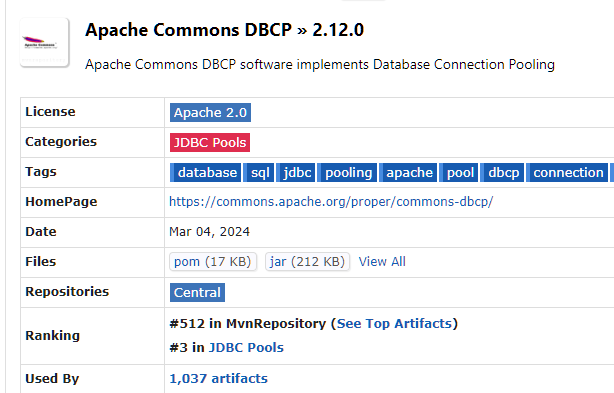 Apache Commons DBCP » 2.12.0
Apache Commons DBCP software implements Database Connection Pooling
License Apache 2.0
Categories JDBC Pools
Tags database sql jdbc pooling apache pool dbcp connection
HomePage https://commons.apache.org/proper/commons-dbcp/
Date Mar 04, 2024
Files pom (17 KB) jar (212 KB) View All
Repositories Central
Ranking #512 in MvnRepository (See Top Artifacts)
#3 in JDBC Pools
Used By 1,037 artifacts